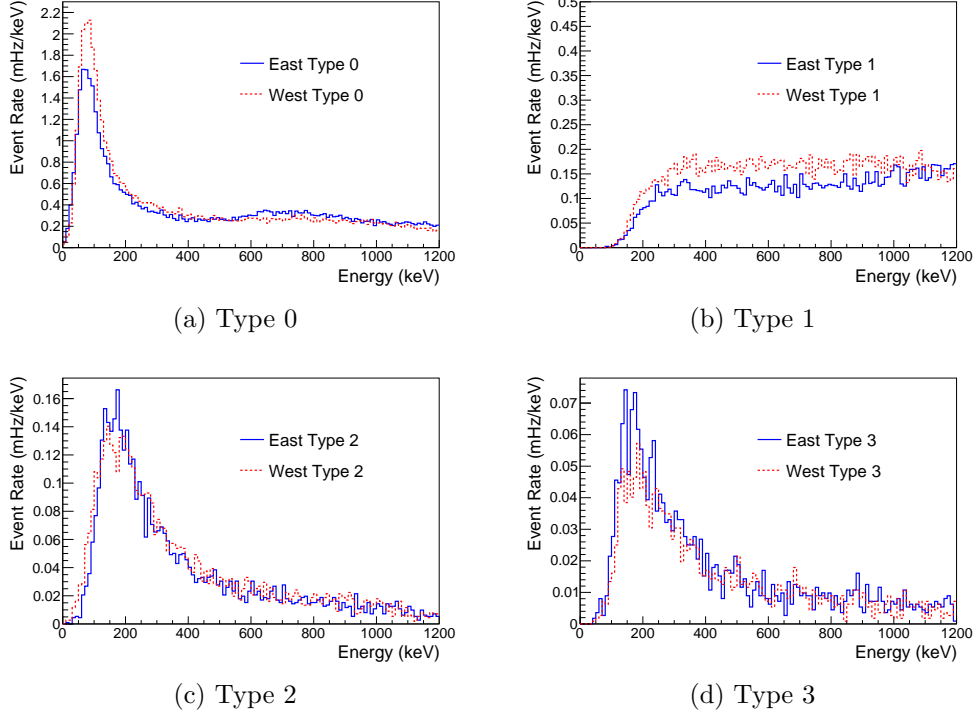 Event Rate (mHz/keV)
2.2
2
1.8
1.6
1.4
1.2
1
0.8
0.6
0.4
0.2
0
East Type 0
West Type 0
0 200 400 600 800 1000 1200
Energy (keV)
(a) Type 0
Event Rate (mHz/keV)
0.5
0.45
0.4
0.35
0.3
0.25
0.2
0.15
0.1
0.05
0
East Type 1
West Type 1
0 200 400 600 800 1000 1200
Energy (keV)
(b) Type 1
Event Rate (mHz/keV)
0.16
0.14
0.12
0.1
0.08
0.06
0.04
0.02
0
East Type 2
West Type 2
0 200 400 600 800 1000 1200
Energy (keV)
(c) Type 2
Event Rate (mHz/keV)
0.07
0.06
0.05
0.04
0.03
0.02
0.01
0
East Type 3
West Type 3
0 200 400 600 800 1000 1200
Energy (keV)
(d) Type 3